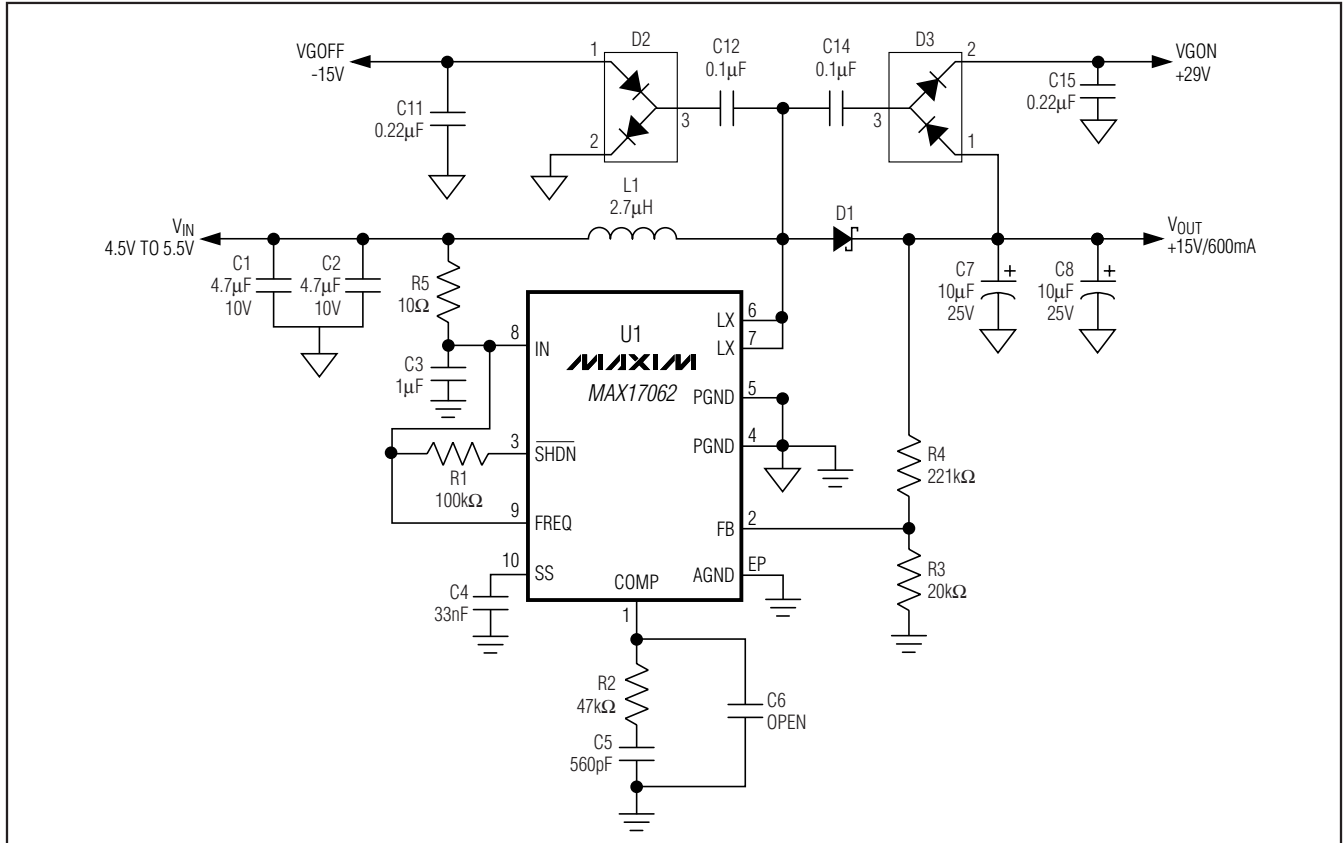 VGOFF
-15V
1
D2
C12
0.1µF
C14
0.1µF
D3
2
VGON
+29V
C11
0.22µF
3
3
C15
0.22µF
2
1
L1
2.7µH
VIN
4.5V TO 5.5V
D1
VOUT
+15V/600mA
C1
4.7µF
10V
C2
4.7µF
10V
R5
10Ω
C7
10µF
25V
+
C8
10µF
25V
+
8
IN
U1
MAXIM
MAX17062
LX
6
LX
7
C3
1µF
PGND
5
3
SHDN
PGND
4
R1
100kΩ
R4
221kΩ
9
FREQ
FB
2
10
SS
COMP
AGND
EP
R3
20kΩ
C4
33nF
1
R2
47kΩ
C6
OPEN
C5
560pF